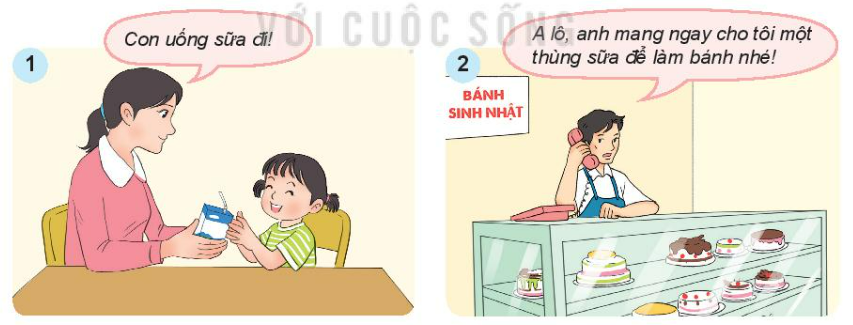 VỚI CUỘC SỐNG
1
Con uống sữa đi!
2
A lô, anh mang ngay cho tôi một
thùng sữa để làm bánh nhé!
BÁNH
SINH NHẬT